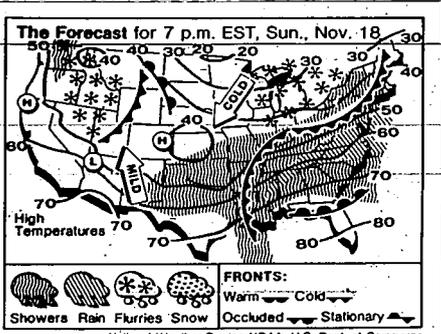 The Forecast for 7 p.m. EST, Sun., Nov. 18
30
50 40 40 30 20 20 30
40
COLD
50
H
40
60
60
H
L
MILD
70
70
70
70
High
Temperatures
80
80
Showers Rain Flurries Snow
FRONTS:
Warm Cold
Occluded Stationary